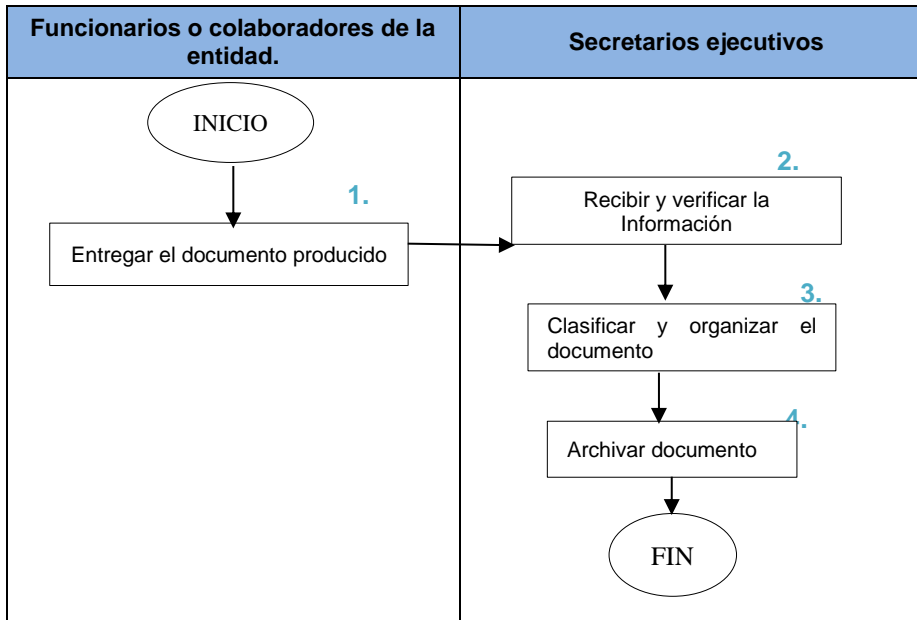 Funcionarios o colaboradores de la
entidad.
Secretarios ejecutivos
INICIO
1.
Entregar el documento producido
2.
Recibir y verificar la
Información
3.
Clasificar y organizar el
documento
4.
Archivar documento
FIN